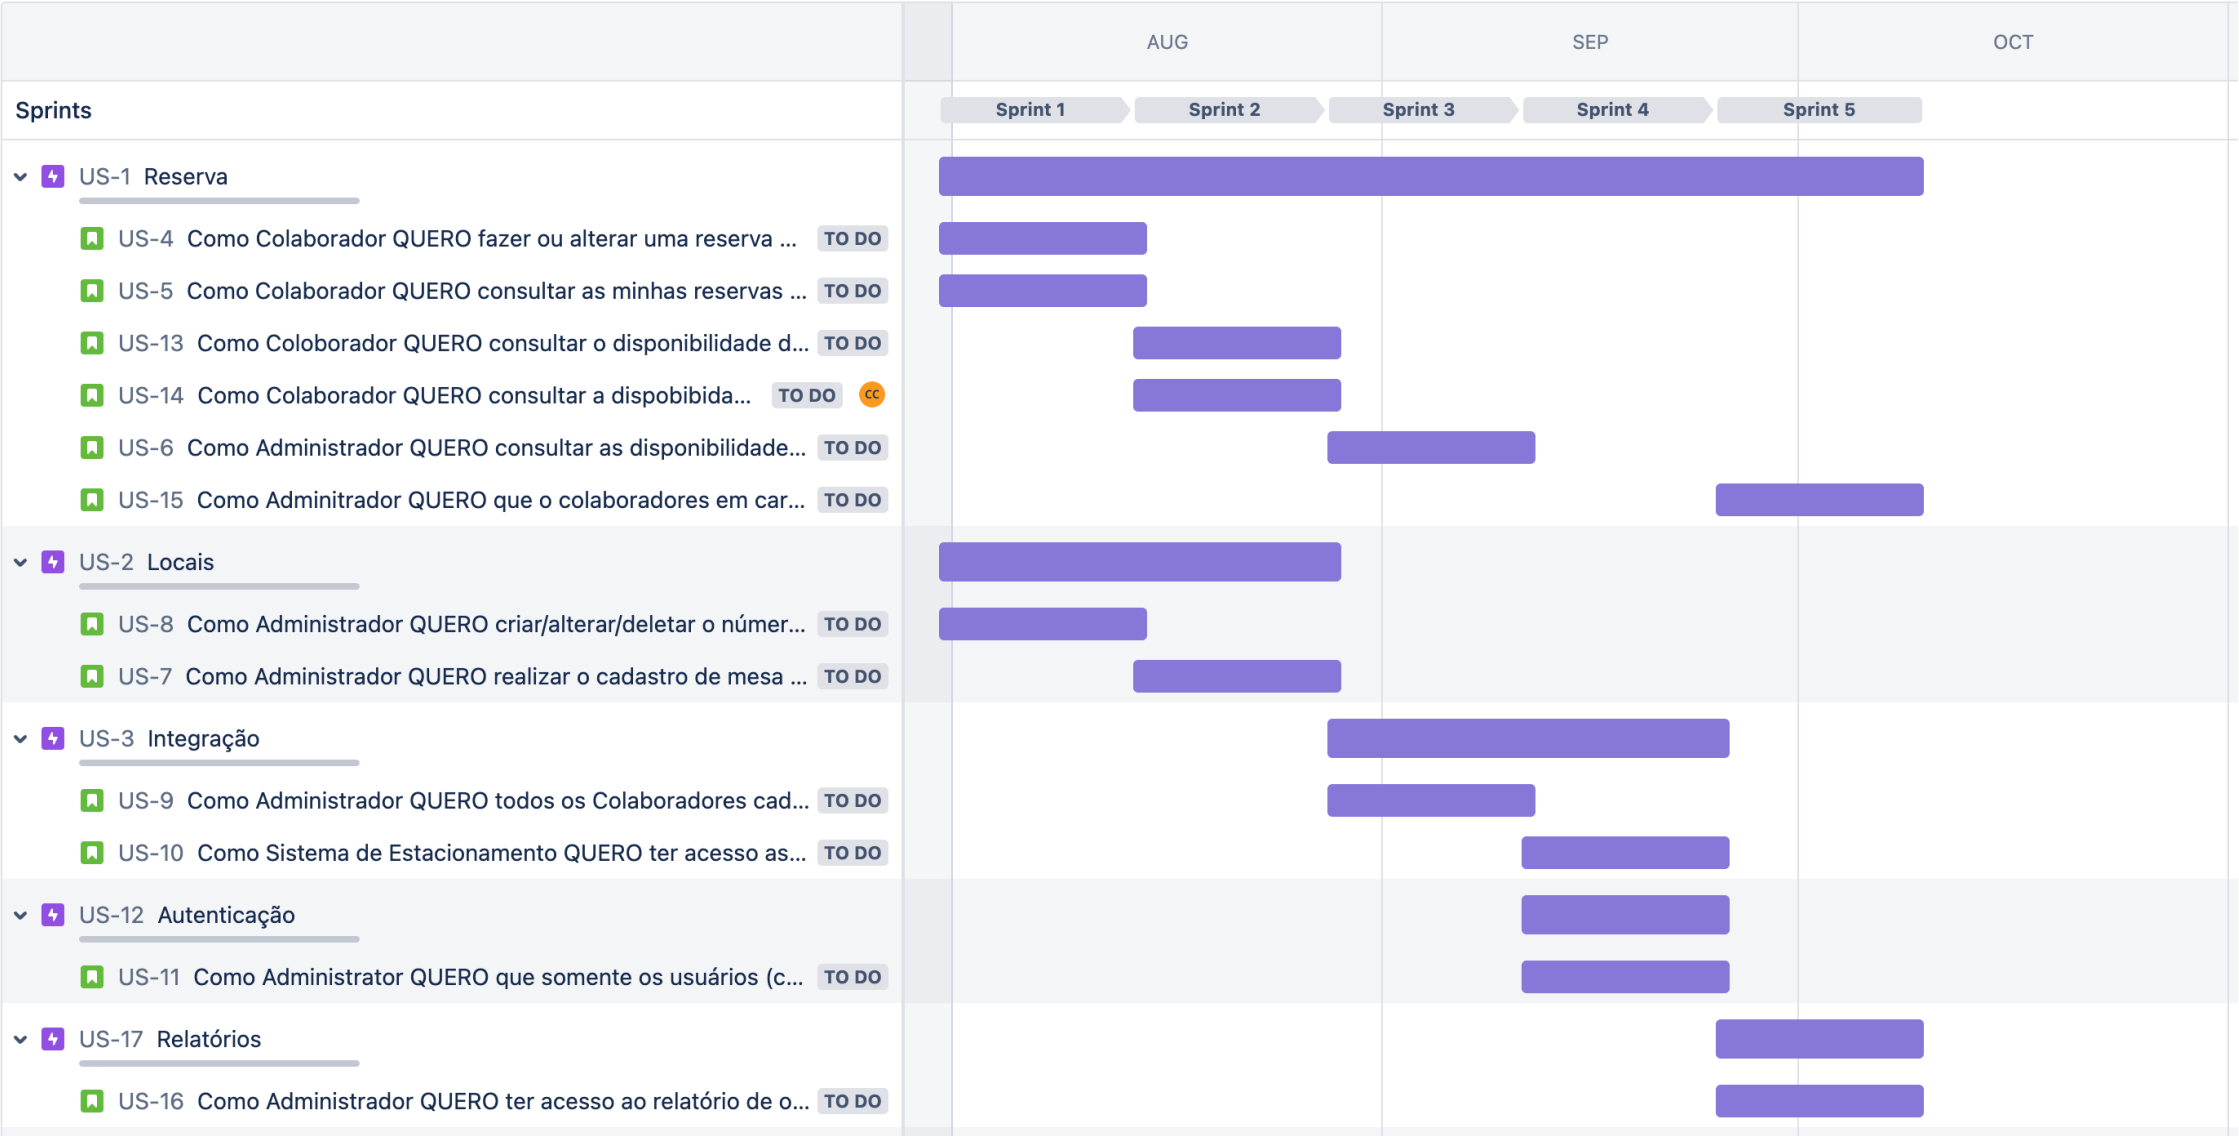 AUG SEP OCT
Sprints Sprint 1 Sprint 2 Sprint 3 Sprint 4 Sprint 5
US-1 Reserva
US-4 Como Colaborador QUERO fazer ou alterar uma reserva ... TO DO
US-5 Como Colaborador QUERO consultar as minhas reservas ... TO DO
US-13 Como Coloborador QUERO consultar o disponibilidade d... TO DO
US-14 Como Colaborador QUERO consultar a dispobibida... TO DO CC
US-6 Como Administrador QUERO consultar as disponibilidade... TO DO
US-15 Como Adminitrador QUERO que o colaboradores em car... TO DO
US-2 Locais
US-8 Como Administrador QUERO criar/alterar/deletar o númer... TO DO
US-7 Como Administrador QUERO realizar o cadastro de mesa ... TO DO
US-3 Integração
US-9 Como Administrador QUERO todos os Colaboradores cad... TO DO
US-10 Como Sistema de Estacionamento QUERO ter acesso as... TO DO
US-12 Autenticação
US-11 Como Administrator QUERO que somente os usuários (c... TO DO
US-17 Relatórios
US-16 Como Administrador QUERO ter acesso ao relatório de o... TO DO